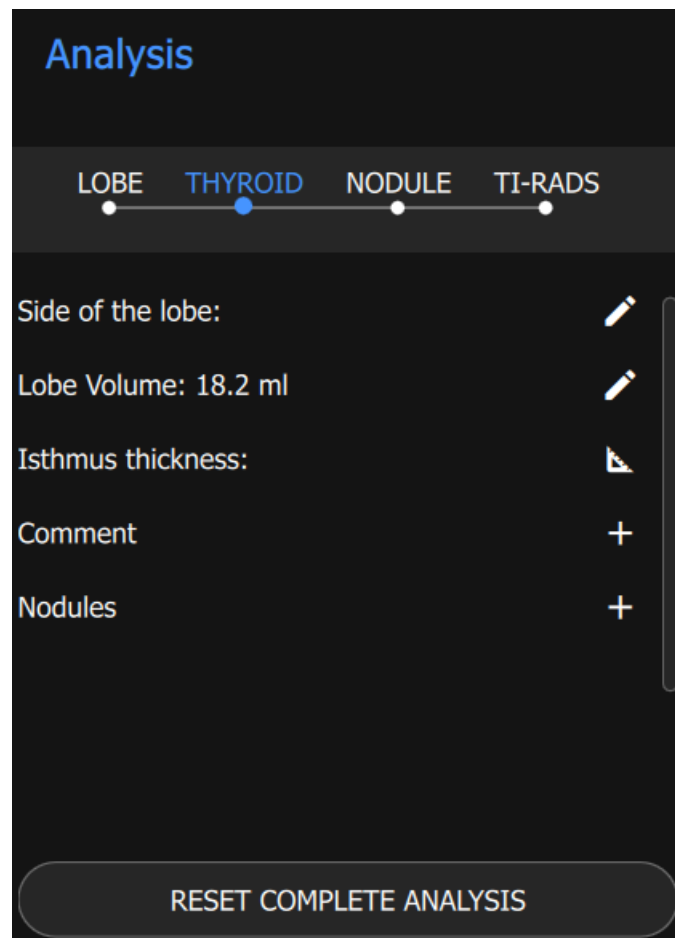 Analysis
LOBE THYROID NODULE TI-RADS
Side of the lobe:
Lobe Volume: 18.2 ml
Isthmus thickness:
Comment
Nodules
RESET COMPLETE ANALYSIS